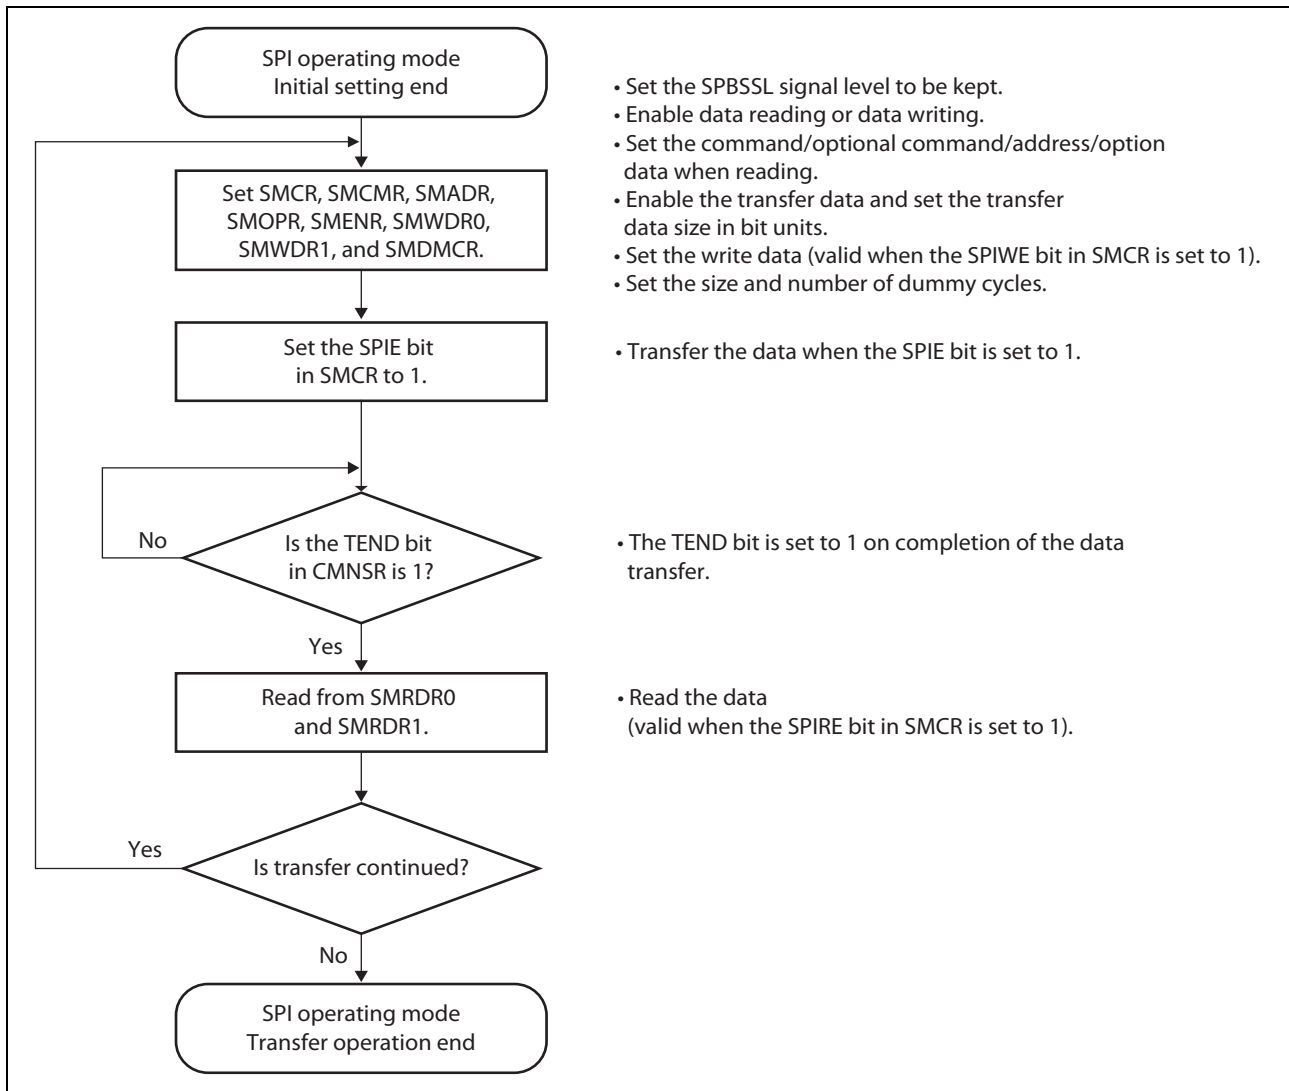 SPI operating mode
Initial setting end
• Set the SPBSSL signal level to be kept.
• Enable data reading or data writing.
• Set the command/optional command/address/option
data when reading.
• Enable the transfer data and set the transfer
data size in bit units.
• Set the write data (valid when the SPIWE bit in SMCR is set to 1).
• Set the size and number of dummy cycles.
Set SMCR, SMCMR, SMADR,
SMOPR, SMENR, SMWDR0,
SMWDR1, and SMDMCR.
Set the SPIE bit
in SMCR to 1.
• Transfer the data when the SPIE bit is set to 1.
No
Is the TEND bit
in CMNSR is 1?
• The TEND bit is set to 1 on completion of the data
transfer.
Yes
Read from SMRDR0
and SMRDR1.
• Read the data
(valid when the SPIRE bit in SMCR is set to 1).
Yes
Is transfer continued?
No
SPI operating mode
Transfer operation end